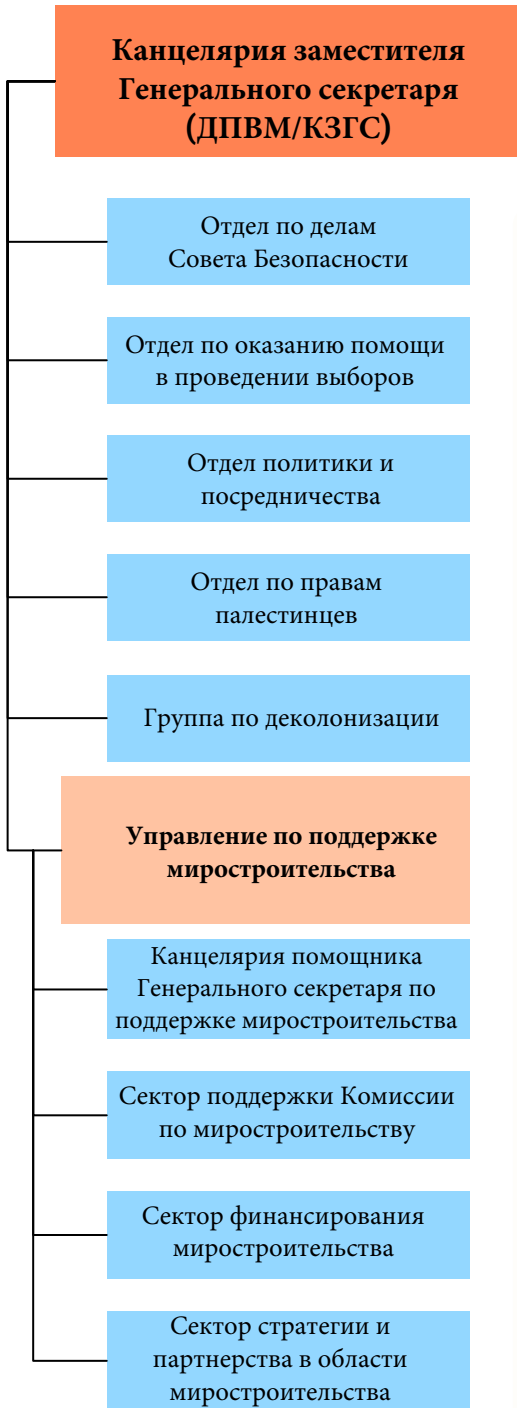 Канцелярия заместителя
Генерального секретаря
(ДПВМ/КЗГС)
Отдел по делам
Совета Безопасности
Отдел по оказанию помощи
в проведении выборов
Отдел политики и
посредничества
Отдел по правам
палестинцев
Группа по деколонизации
Управление по поддержке
миростроительства
Канцелярия помощника
Генерального секретаря по
поддержке миростроительства
Сектор поддержки Комиссии
по миростроительству
Сектор финансирования
миростроительства
Сектор стратегии и
партнерства в области
миростроительства